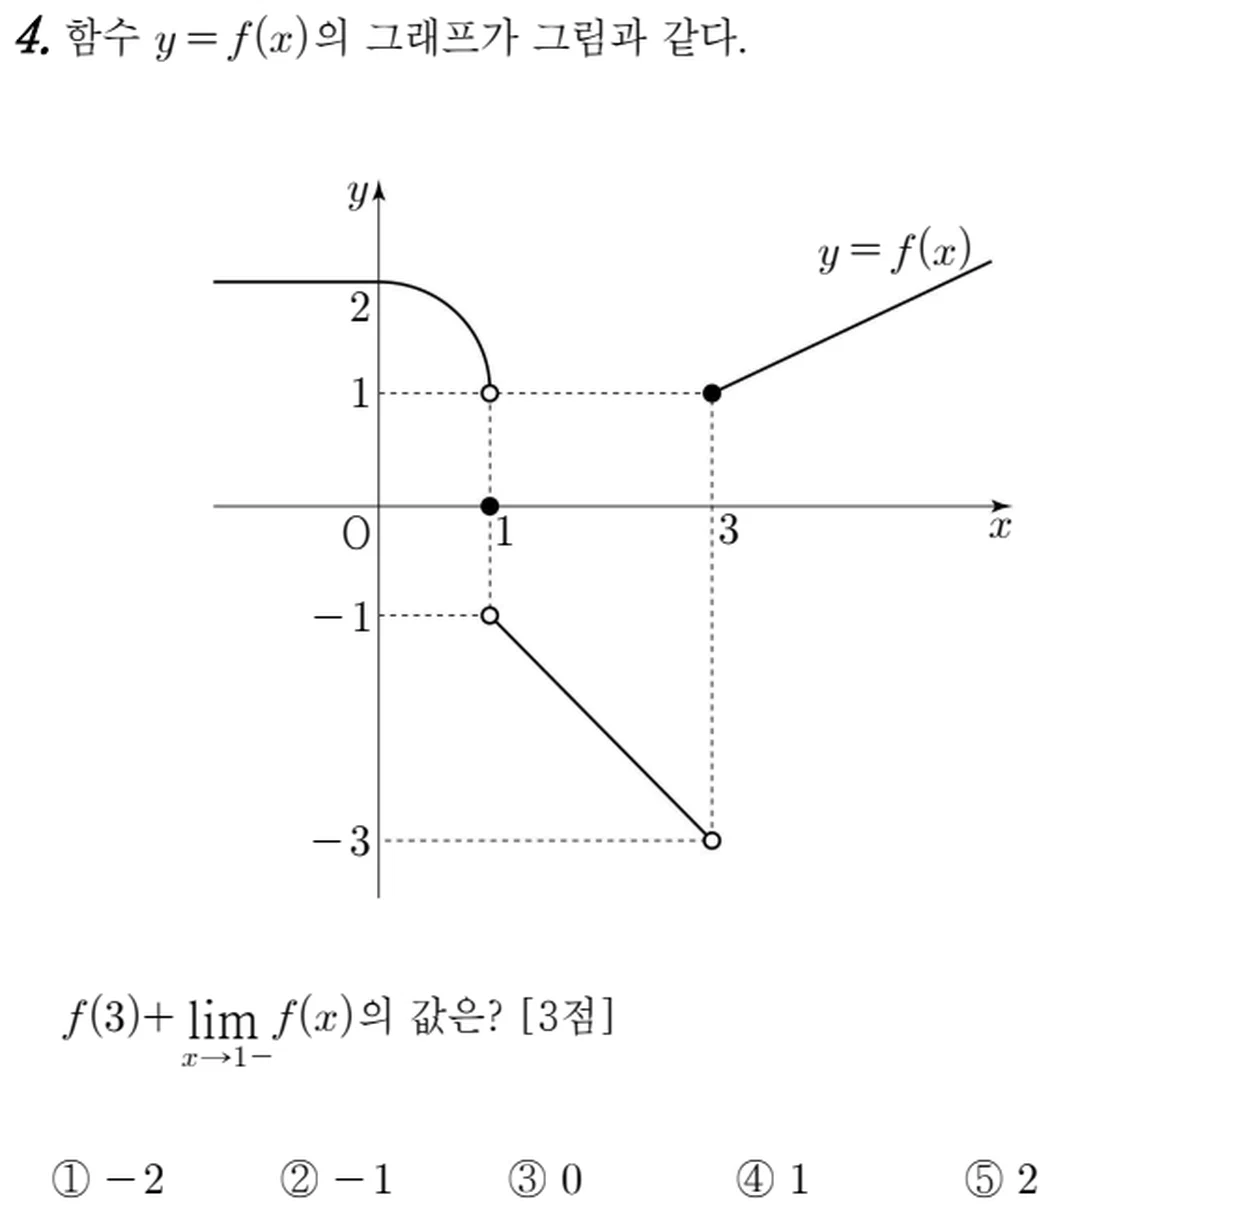 4. 함수 y=f(x)의 그래프가 그림과 같다.
y
y=f(x)
2
1
O
1
3
x
−1
−3
f(3)+lim f(x)의 값은? [3점]
x→1−
① −2 ② −1 ③ 0 ④ 1 ⑤ 2